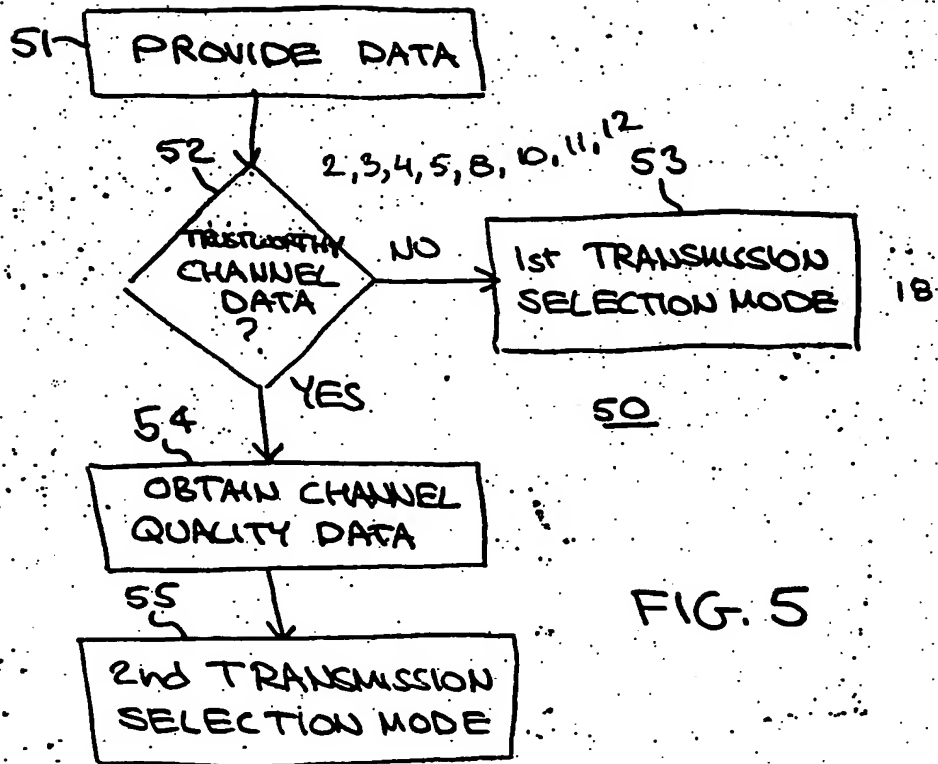 51
PROVIDE DATA
52
2,3,4,5,8,10,11,12
53
TRUSTWORTHY
CHANNEL
DATA
?
NO
1st TRANSMISSION
SELECTION MODE
18
YES
50
54
OBTAIN CHANNEL
QUALITY DATA
55
FIG. 5
2nd TRANSMISSION
SELECTION MODE